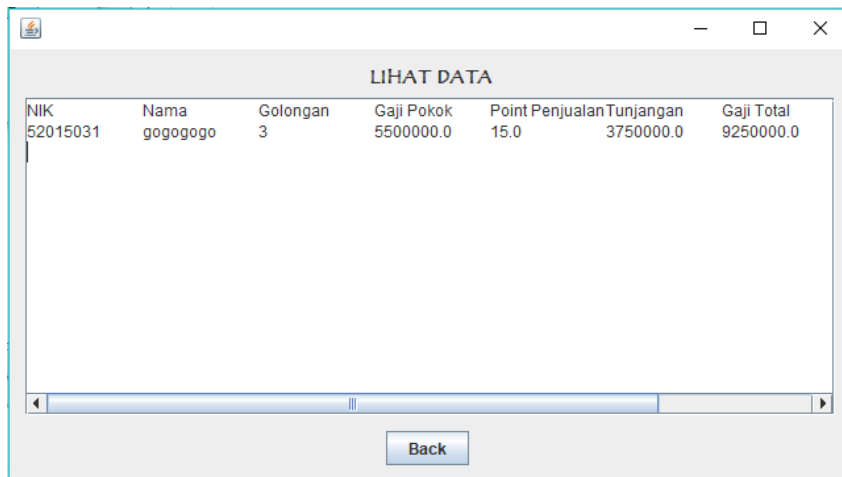 LIHAT DATA
NIK Nama Golongan Gaji Pokok Point Penjualan Tunjangan Gaji Total
52015031 gogogogo 3 5500000.0 15.0 3750000.0 9250000.0
Back